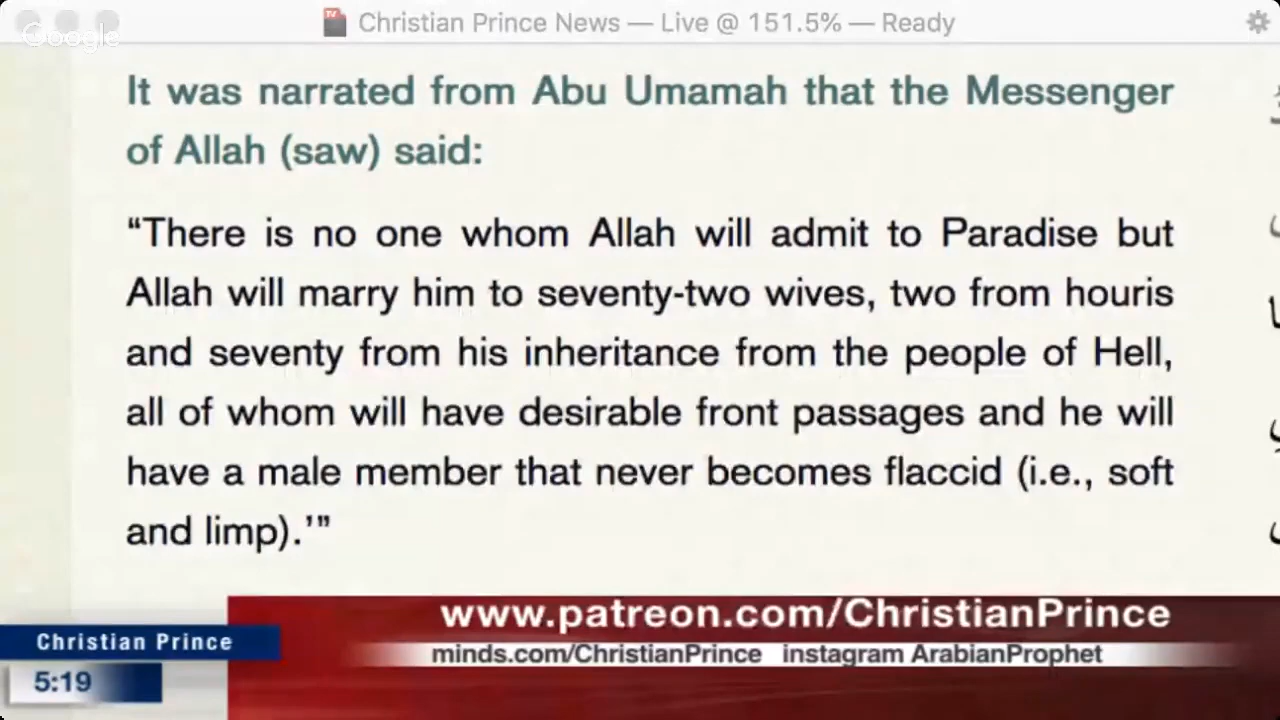 Christian Prince News — Live @ 151.5% — Ready
Google
It was narrated from Abu Umamah that the Messenger
of Allah (saw) said:
“There is no one whom Allah will admit to Paradise but
Allah will marry him to seventy-two wives, two from houris
and seventy from his inheritance from the people of Hell,
all of whom will have desirable front passages and he will
have a male member that never becomes flaccid (i.e., soft
and limp).’”
www.patreon.com/ChristianPrince
Christian Prince
minds.com/ChristianPrince instagram ArabianProphet
5:19